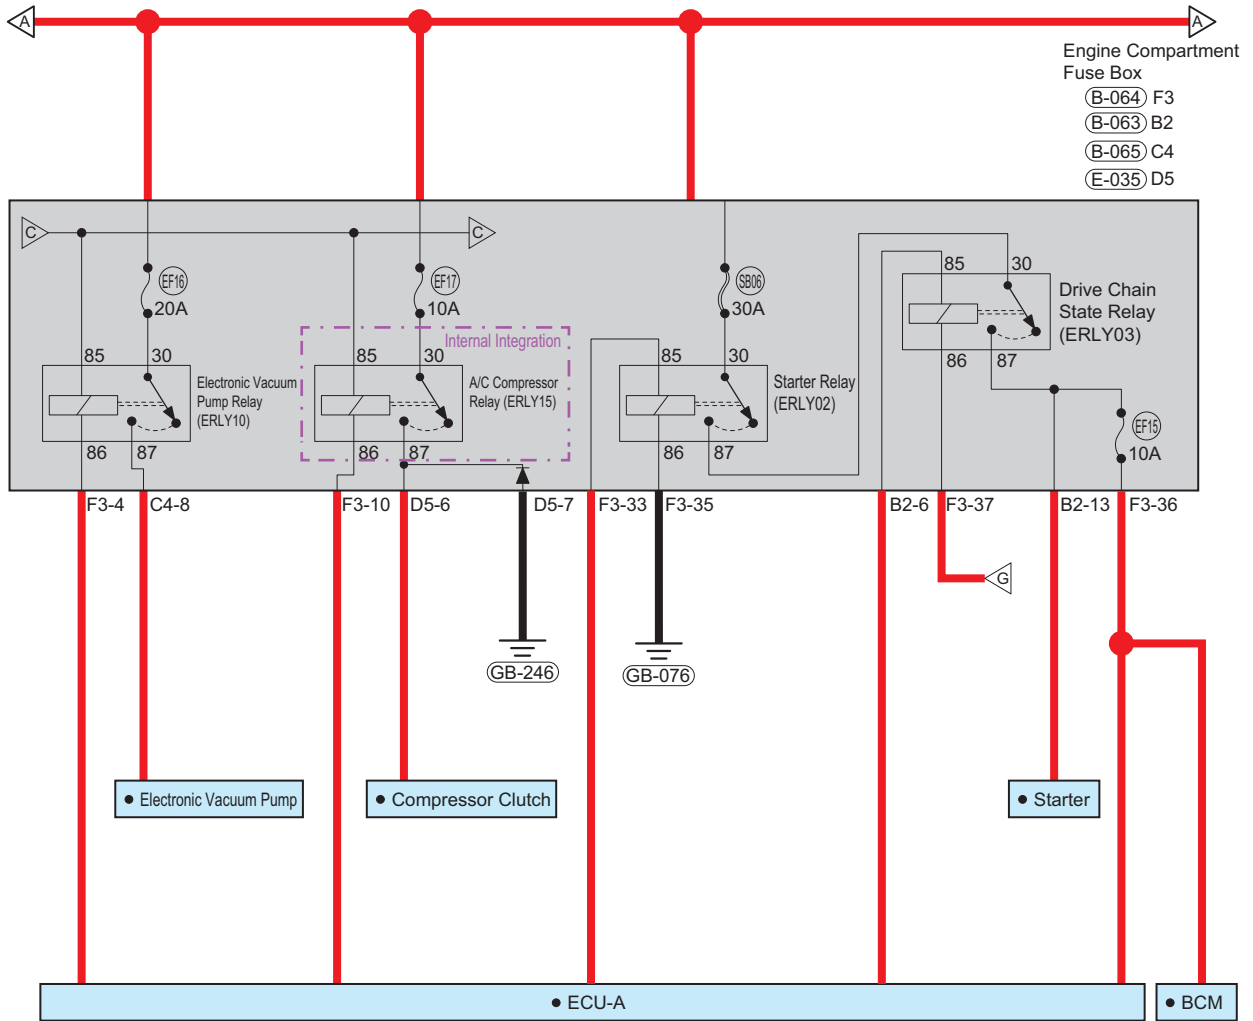 A
A
Engine Compartment
Fuse Box
B-064 F3
B-063 B2
B-065 C4
E-035 D5
C
C
EF16
20A
EF17
10A
SB06
30A
85 30
Drive Chain
State Relay
(ERLY03)
86 87
Internal Integration
85 30
Electronic Vacuum
Pump Relay
(ERLY10)
86 87
85 30
A/C Compressor
Relay (ERLY15)
86 87
85 30
Starter Relay
(ERLY02)
86 87
EF15
10A
F3-4 C4-8 F3-10 D5-6 D5-7 F3-33 F3-35 B2-6 F3-37 B2-13 F3-36
G
GB-246
GB-076
• Electronic Vacuum Pump
• Compressor Clutch
• Starter
• ECU-A
• BCM